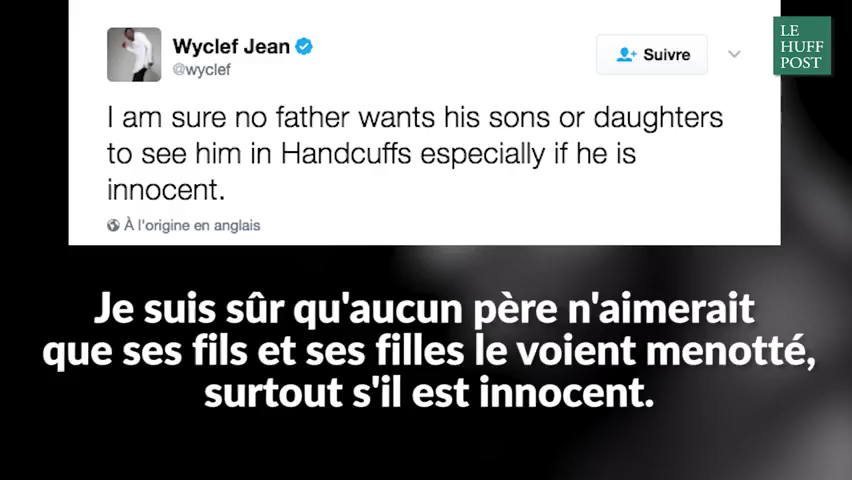 LE
HUFF
POST
Wyclef Jean
@wyclef
Suivre
I am sure no father wants his sons or daughters
to see him in Handcuffs especially if he is
innocent.
À l'origine en anglais
Je suis sûr qu'aucun père n'aimerait
que ses fils et ses filles le voient menotté,
surtout s'il est innocent.